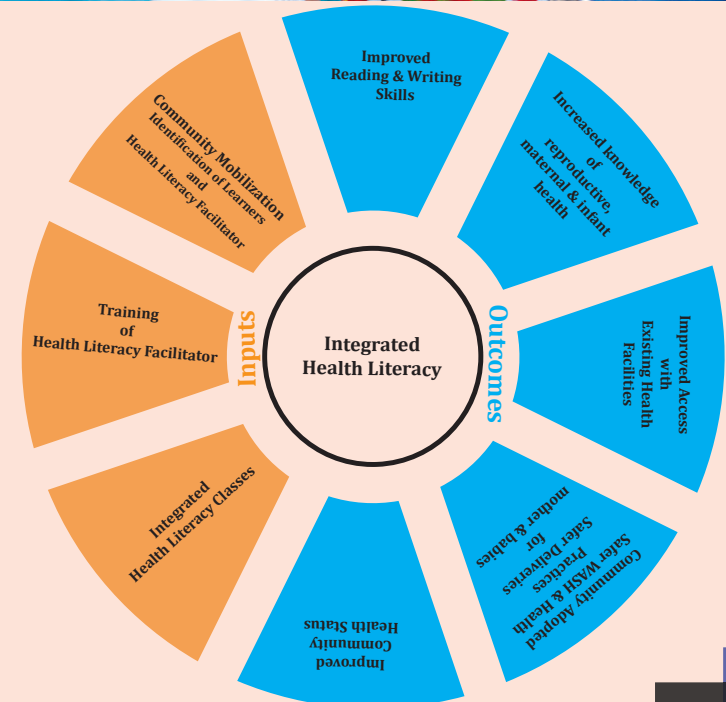 Improved
Reading & Writing
Skills
Increased knowledge
of
reproductive,
maternal & infant
health
Improved Access
with
Existing Health
Facilities
Community Adopted
Safer WASH & Health
Practices
for
Safer Deliveries
mother & babies
Improved
Community
Health Status
Integrated
Health Literacy Classes
Training
of
Health Literacy Facilitator
Community Mobilization
Identification of Learners
and
Health Literacy Facilitator
Inputs
Integrated
Health Literacy
Outcomes